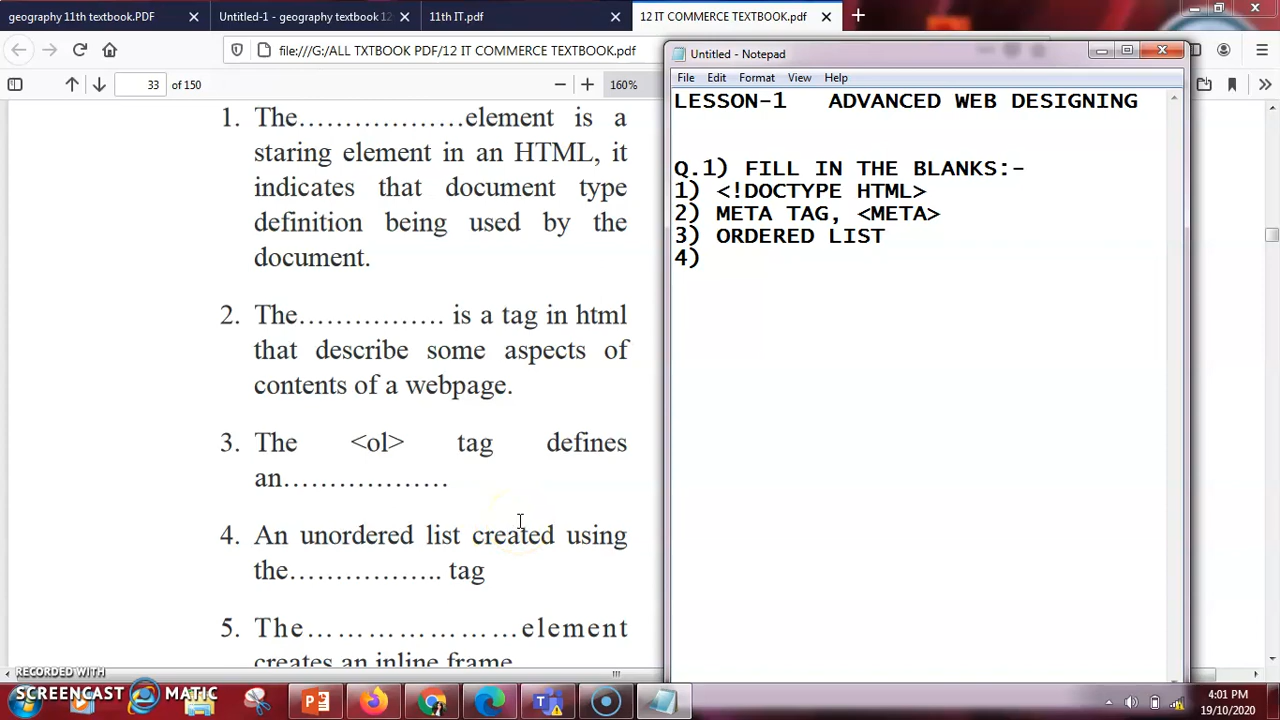 geography 11th textbook.PDF
Untitled-1 - geography textbook 12
11th IT.pdf
12 IT COMMERCE TEXTBOOK.pdf
file:///G:/ALL TXTBOOK PDF/12 IT COMMERCE TEXTBOOK.pdf
33 of 150
160%
1. The………………element is a
staring element in an HTML, it
indicates that document type
definition being used by the
document.
2. The……………. is a tag in html
that describe some aspects of
contents of a webpage.
3. The <ol> tag defines
an………………
4. An unordered list created using
the…………….. tag
5. The…………………element
creates an inline frame
Untitled - Notepad
File Edit Format View Help
LESSON-1 ADVANCED WEB DESIGNING
Q.1) FILL IN THE BLANKS:-
1) <!DOCTYPE HTML>
2) META TAG, <META>
3) ORDERED LIST
4)
RECORDED WITH
SCREENCAST MATIC
4:01 PM
19/10/2020